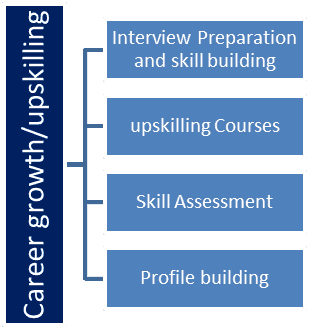 Career growth/upskilling
Interview Preparation
and skill building
upskilling Courses
Skill Assessment
Profile building